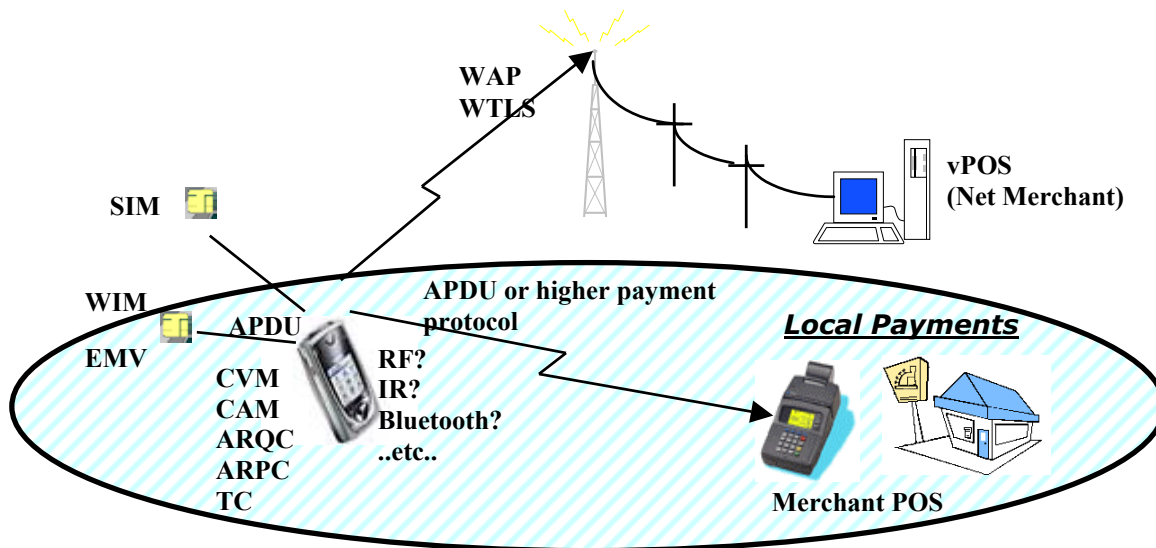 WAP
WTLS
vPOS
(Net Merchant)
SIM
WIM
EMV
APDU
APDU or higher payment
protocol
Local Payments
CVM
CAM
ARQC
ARPC
TC
RF?
IR?
Bluetooth?
..etc..
Merchant POS